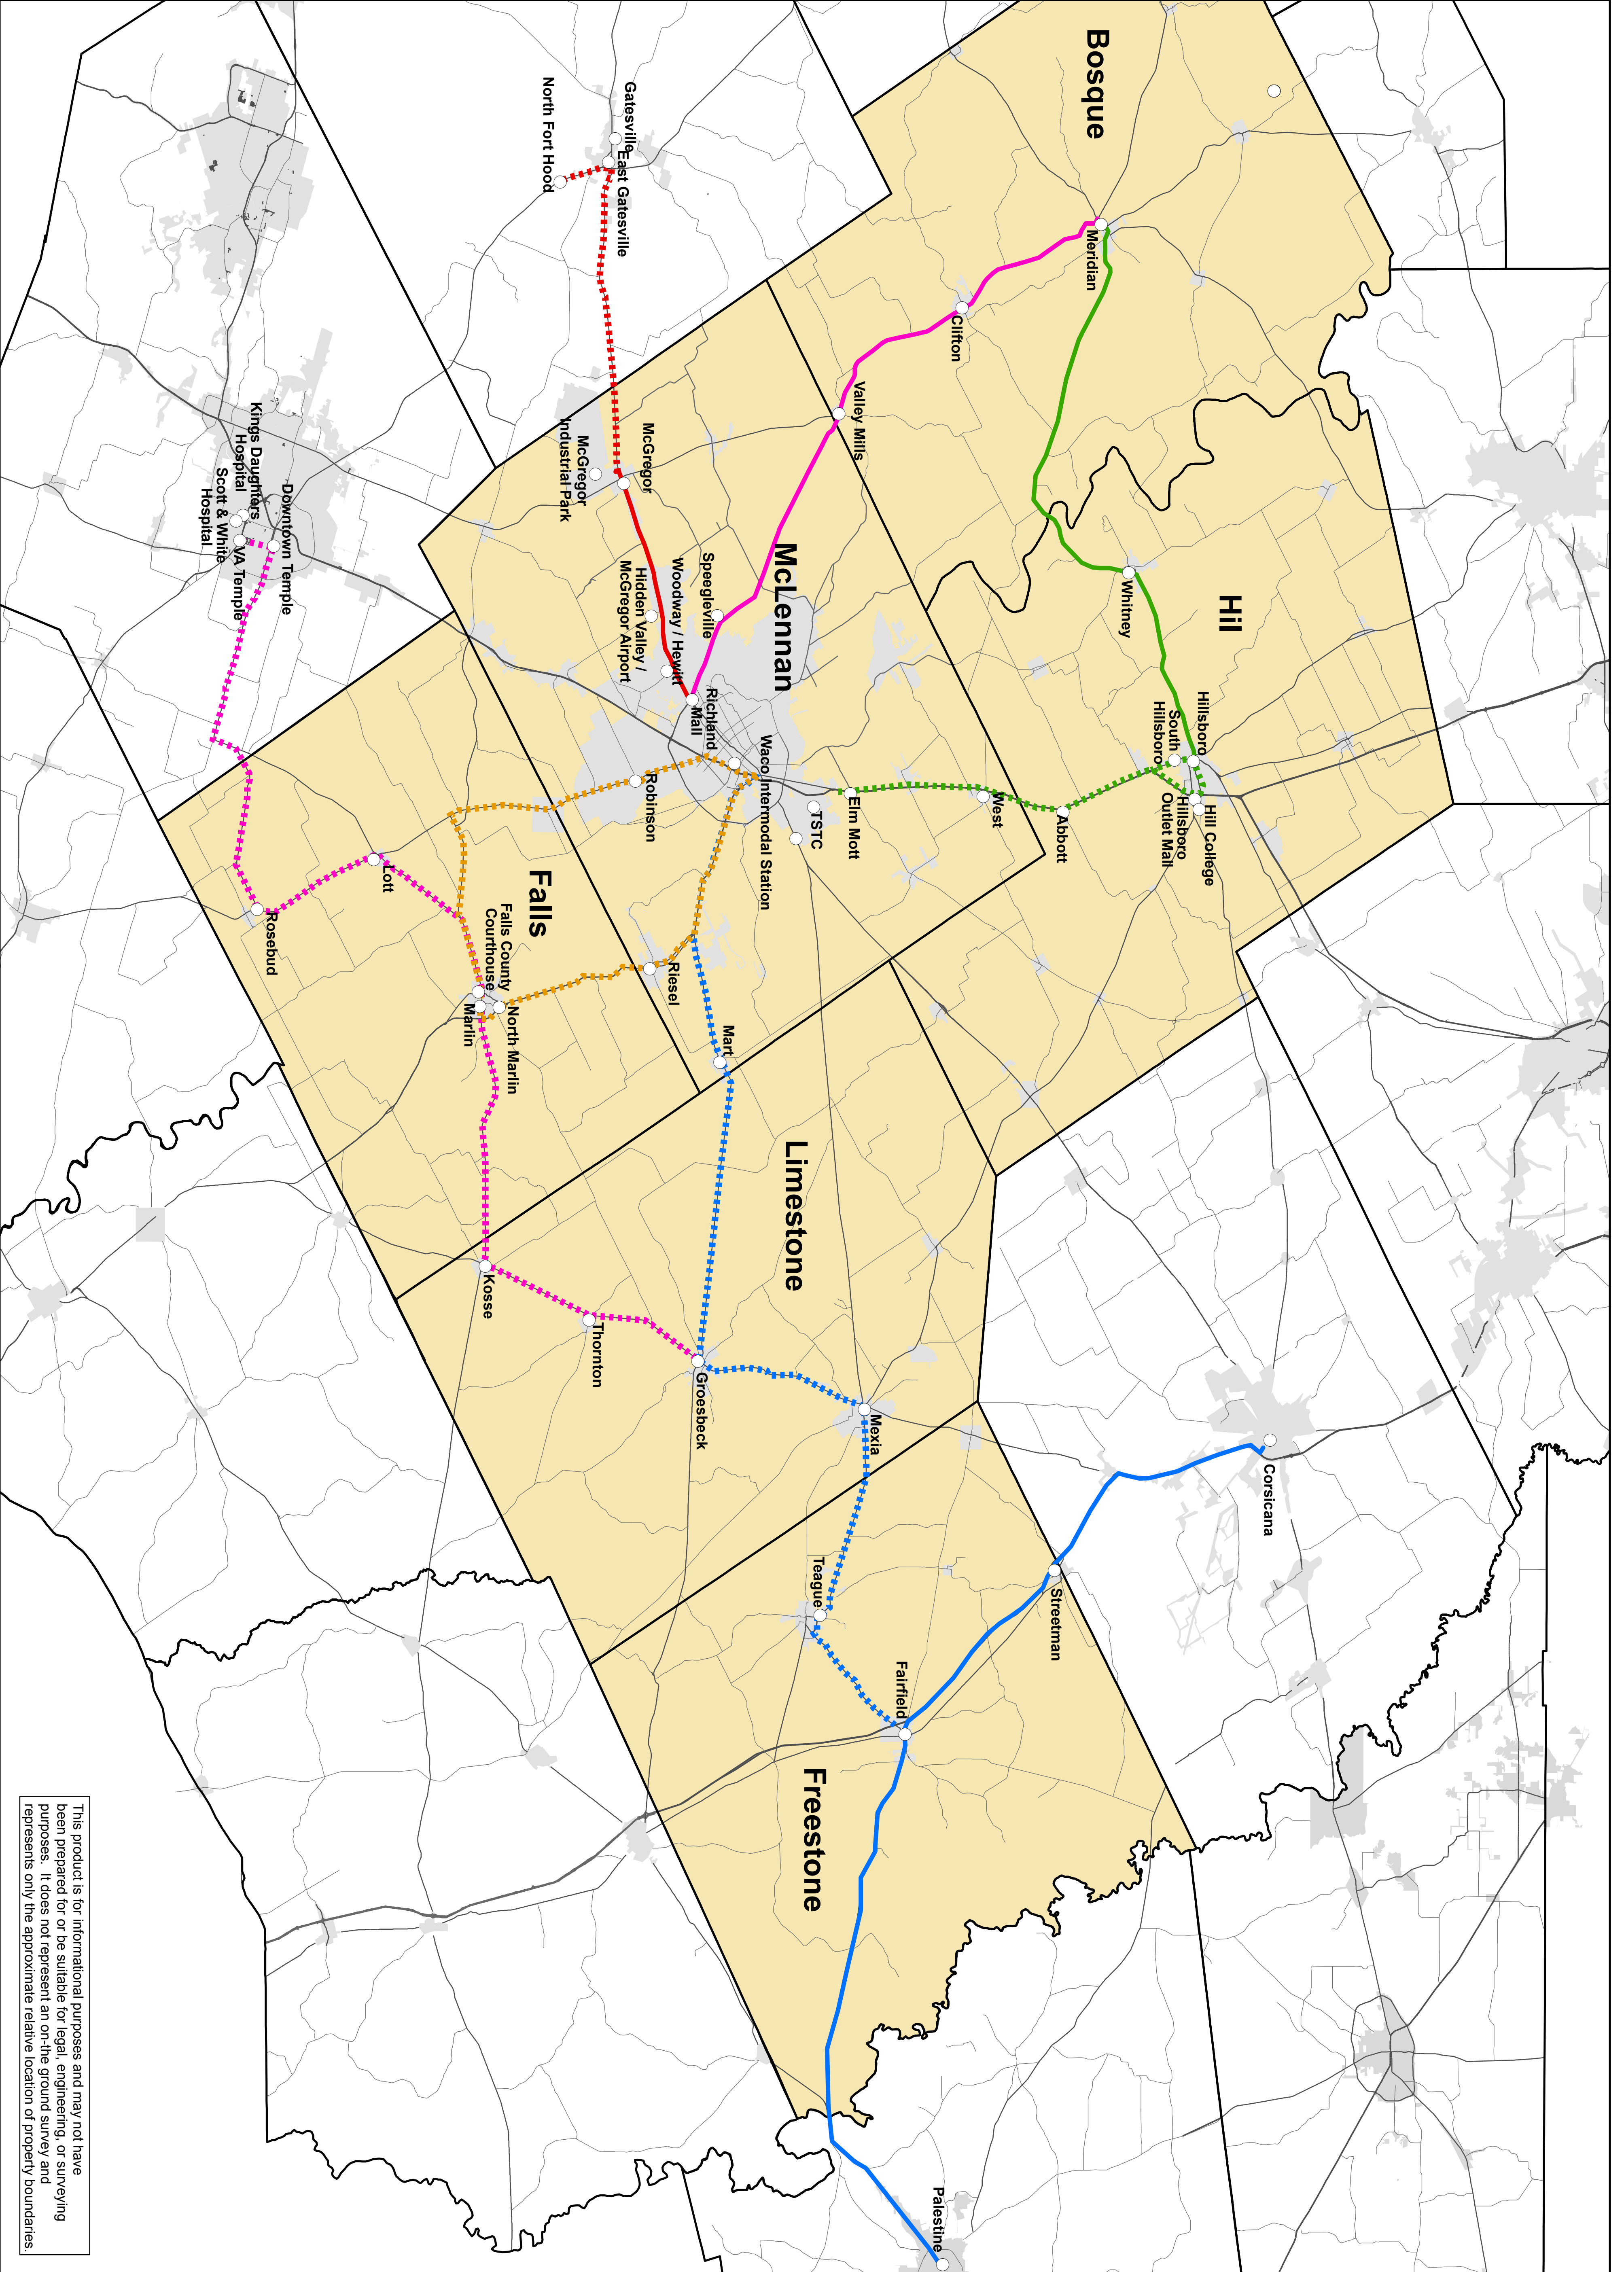 Bosque
Hil
McLennan
Falls
Limestone
Freestone
Meridian
Clifton
Valley Mills
Whitney
Hillsboro
South
Hillsboro
Hill College
Hillsboro
Outlet Mall
Abbott
West
Elm Mott
TSTC
Waco Intermodal Station
Richland
Mall
Speegleville
Woodway / Hewitt
Hidden Valley /
McGregor Airport
McGregor
McGregor
Industrial Park
Gatesville
East Gatesville
North Fort Hood
Robinson
Riesel
Mart
Kings Daughters
Hospital
Scott & White
Hospital
VA Temple
Downtown Temple
Lott
Rosebud
Falls County
Courthouse
North Marlin
Marlin
Kosse
Thornton
Groesbeck
Mexia
Teague
Fairfield
Streetman
Corsicana
Palestine
This product is for informational purposes and may not have
been prepared for or be suitable for legal, engineering, or surveying
purposes. It does not represent an on-the ground survey and
represents only the approximate relative location of property boundaries.